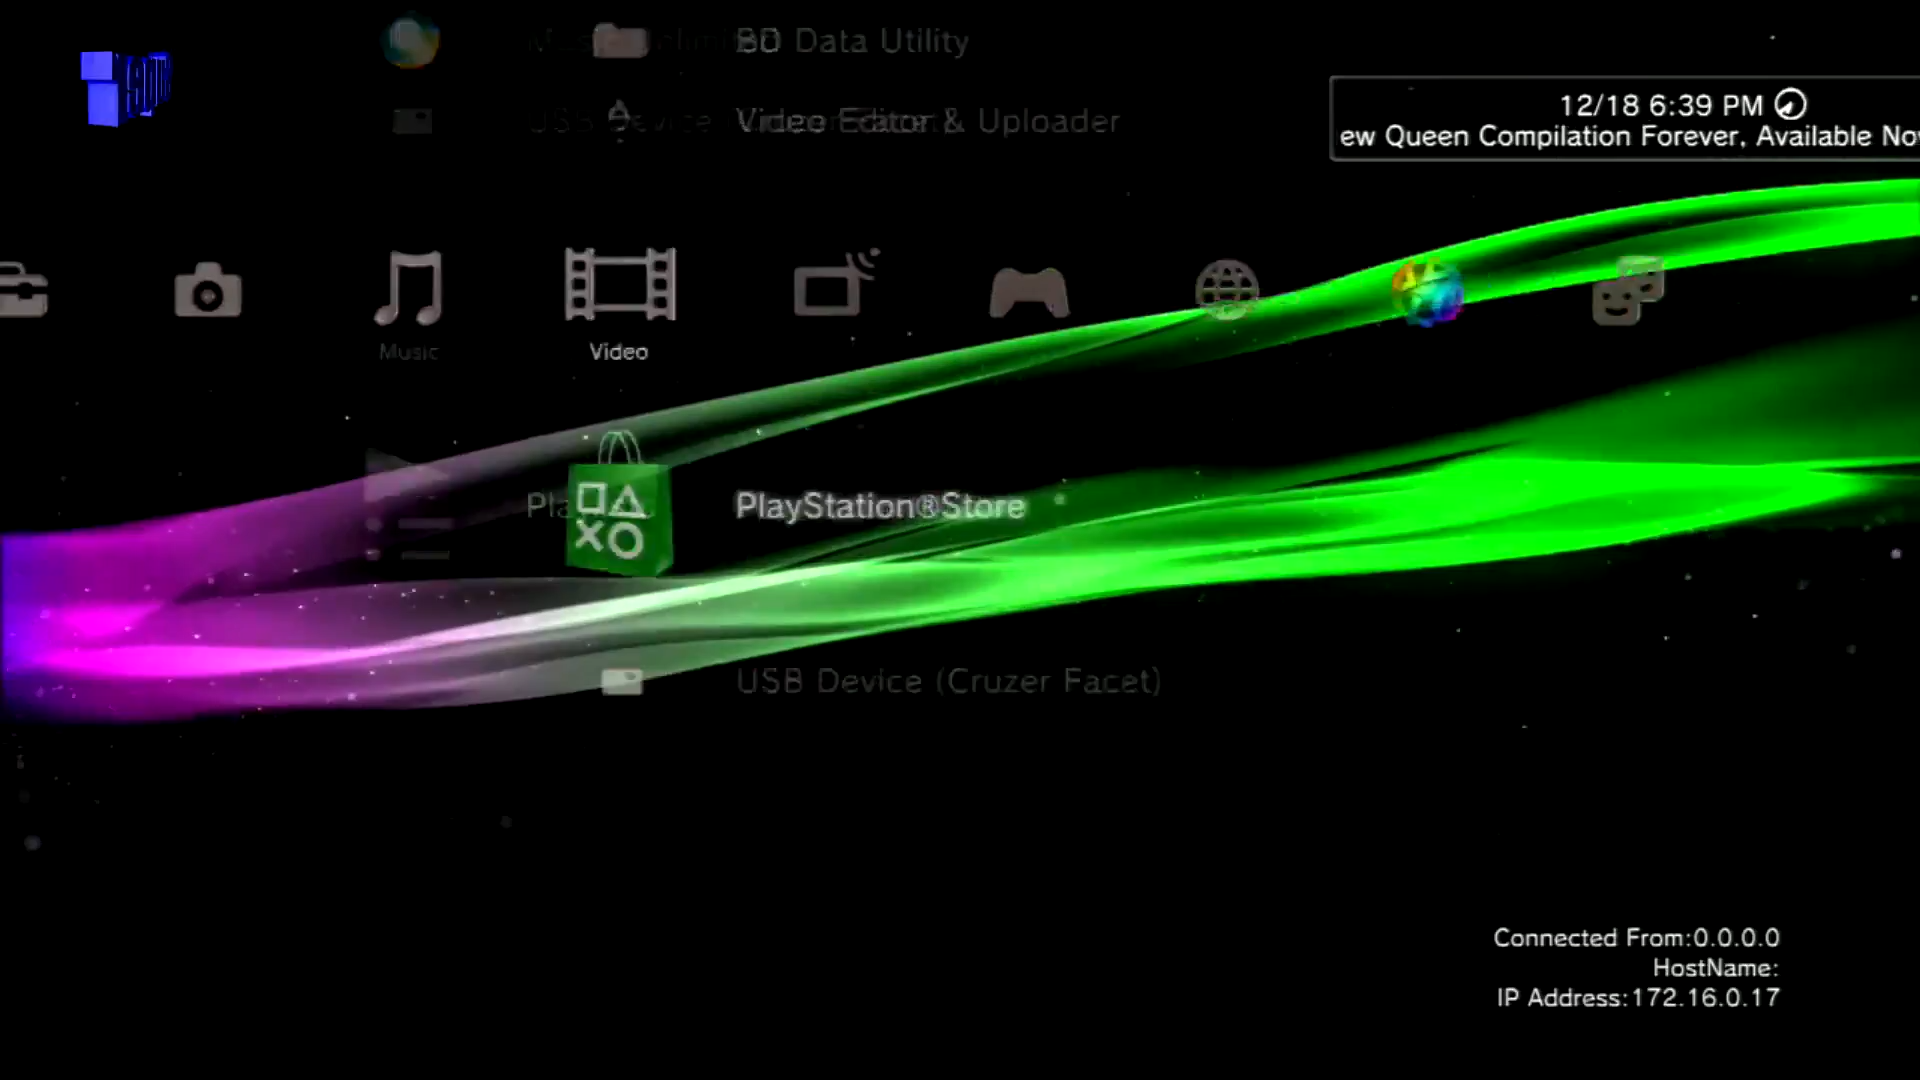 BD Data Utility
Video Editor & Uploader
12/18 6:39 PM
ew Queen Compilation Forever, Available No
Music
Video
PlayStation®Store
USB Device (Cruzer Facet)
Connected From:0.0.0.0
HostName:
IP Address:172.16.0.17